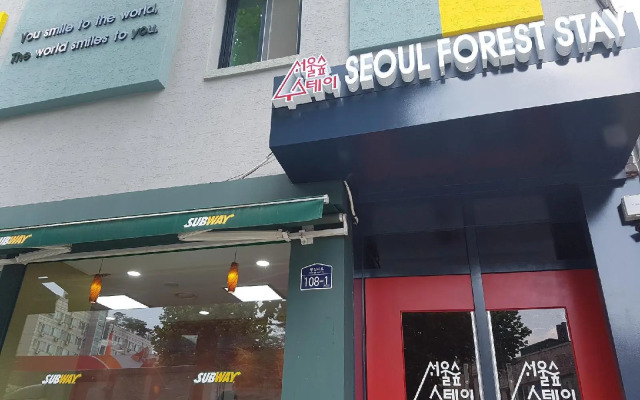 You smile to the world,
The world smiles to you.
서울숲
스테이
SEOUL FOREST STAY
SUBWAY
SUBWAY
108-1
SUBWAY
SUBWAY
서울숲
스테이
서울숲
스테이